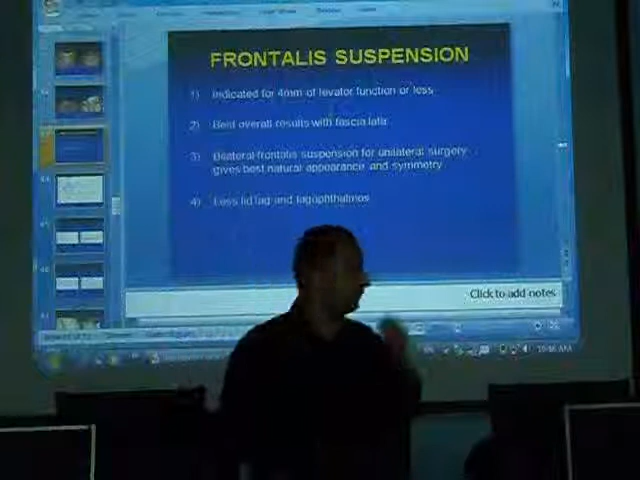 FRONTALIS SUSPENSION
1) Indicated for 4mm of levator function or less
2) Best overall results with fascia lata
3) Bilateral frontalis suspension for unilateral surgery
gives best natural appearance and symmetry
4) Less lid lag and lagophthalmos
Click to add notes